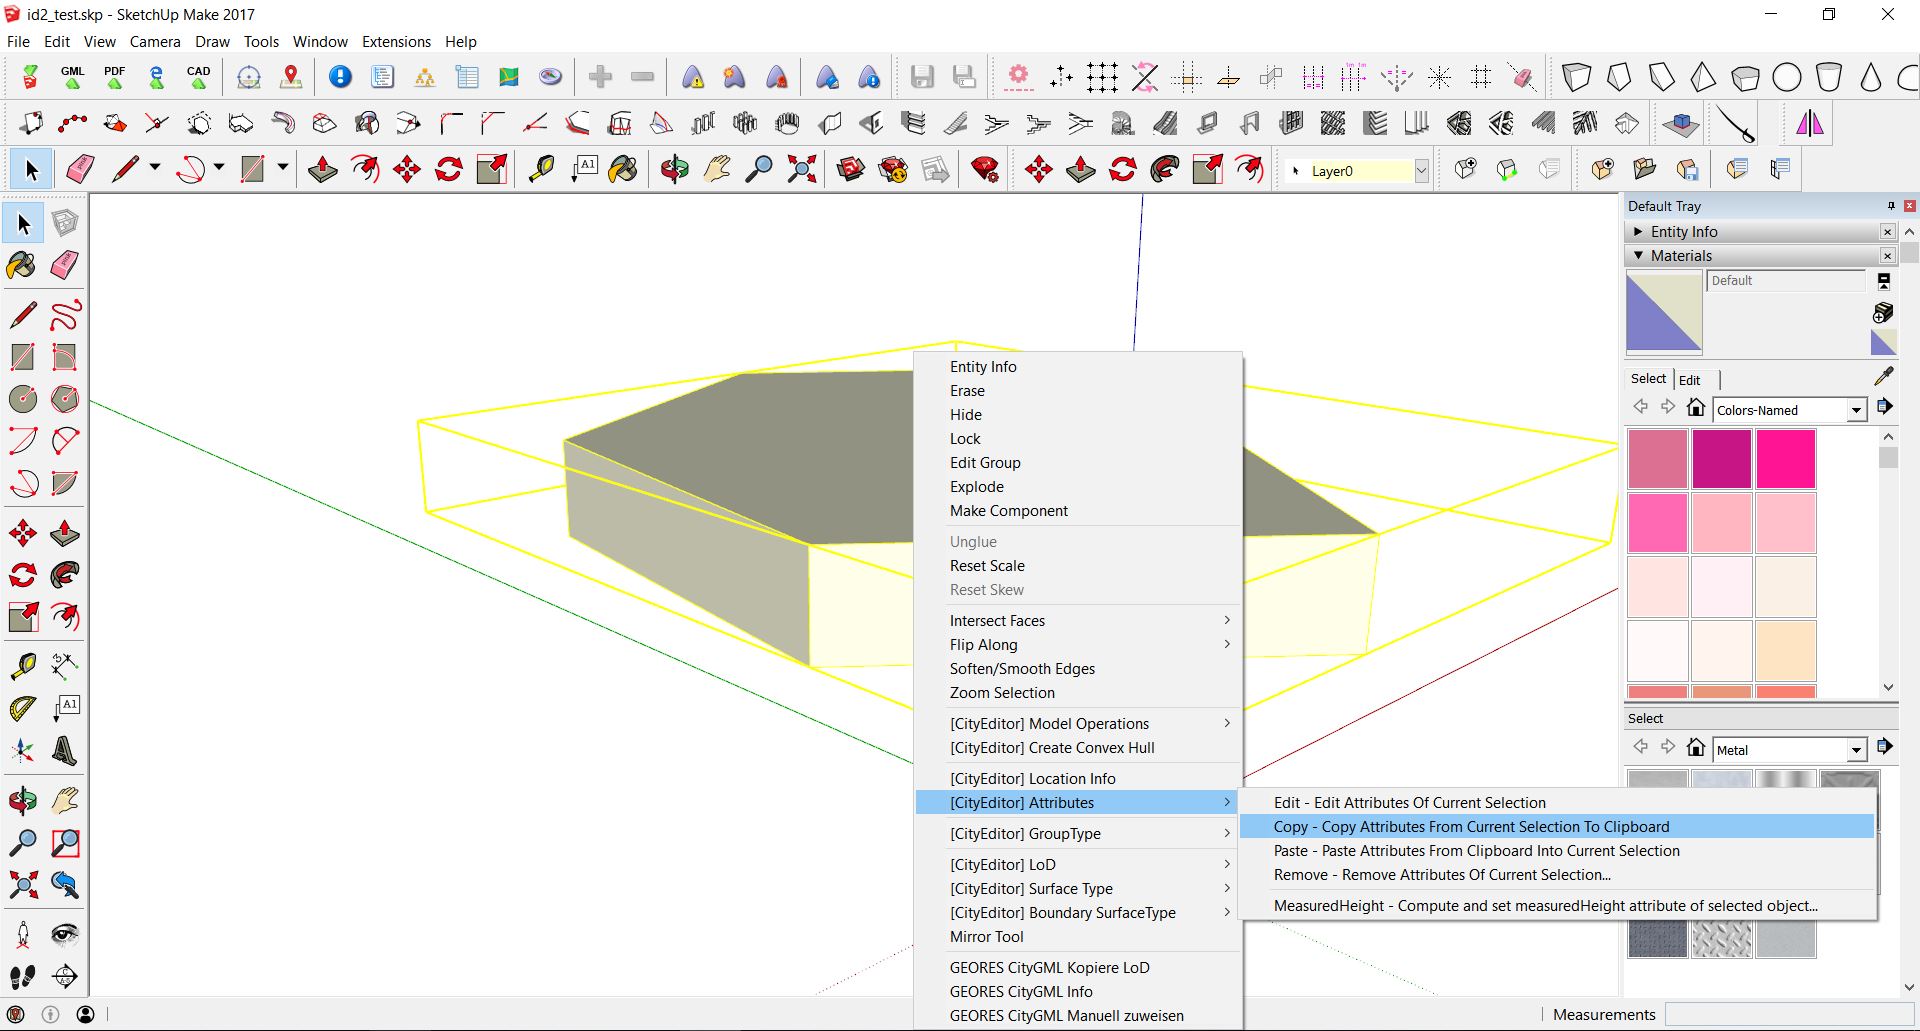 id2_test.skp - SketchUp Make 2017
File Edit View Camera Draw Tools Window Extensions Help
GML PDF CAD
A1
Layer0
Default Tray
Entity Info
Materials
Default
Select Edit
Colors-Named
Entity Info
Erase
Hide
Lock
Edit Group
Explode
Make Component
Unglue
Reset Scale
Reset Skew
Intersect Faces
Flip Along
Soften/Smooth Edges
Zoom Selection
A1
Select
Metal
[CityEditor] Model Operations
[CityEditor] Create Convex Hull
[CityEditor] Location Info
[CityEditor] Attributes
[CityEditor] GroupType
[CityEditor] LoD
[CityEditor] Surface Type
[CityEditor] Boundary SurfaceType
Mirror Tool
GEORES CityGML Kopiere LoD
GEORES CityGML Info
GEORES CityGML Manuell zuweisen
Edit - Edit Attributes Of Current Selection
Copy - Copy Attributes From Current Selection To Clipboard
Paste - Paste Attributes From Clipboard Into Current Selection
Remove - Remove Attributes Of Current Selection...
MeasuredHeight - Compute and set measuredHeight attribute of selected object...
Measurements